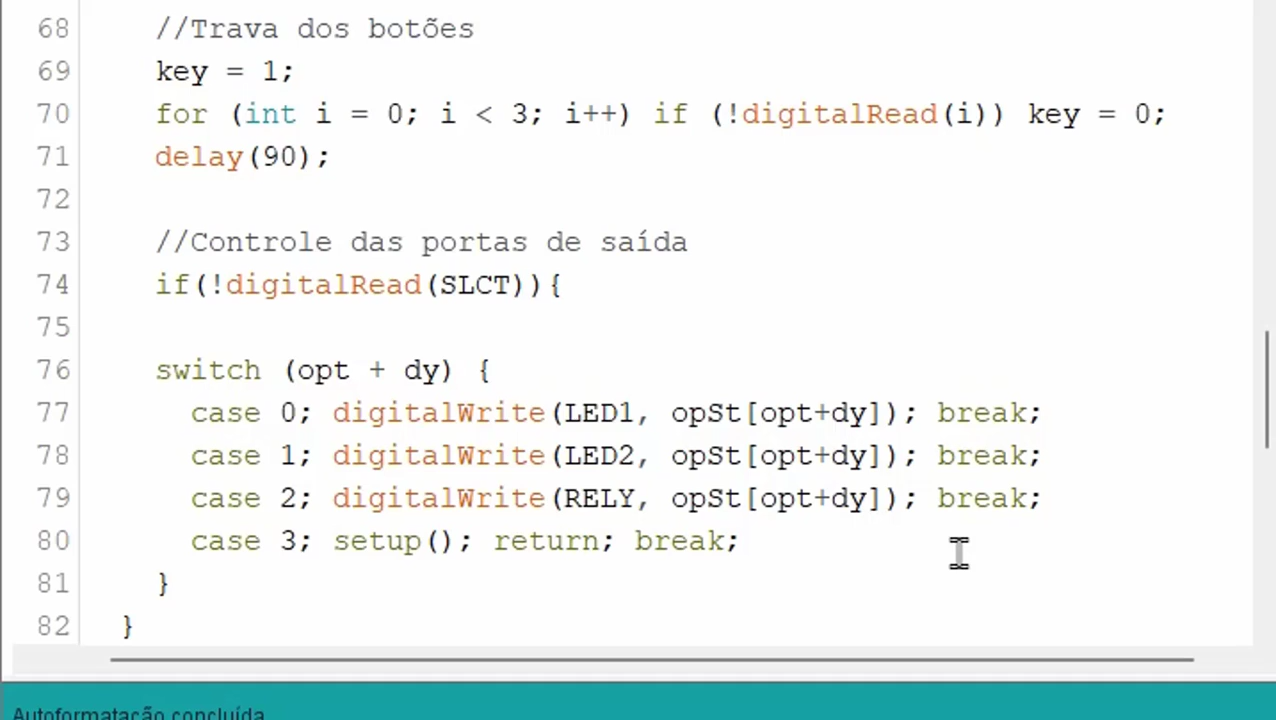 68 //Trava dos botões
69 key = 1;
70 for (int i = 0; i < 3; i++) if (!digitalRead(i)) key = 0;
71 delay(90);
72
73 //Controle das portas de saída
74 if(!digitalRead(SLCT)){
75
76 switch (opt + dy) {
77 case 0; digitalWrite(LED1, opSt[opt+dy]); break;
78 case 1; digitalWrite(LED2, opSt[opt+dy]); break;
79 case 2; digitalWrite(RELY, opSt[opt+dy]); break;
80 case 3; setup(); return; break;
81 }
82 }
Autoformatação concluída